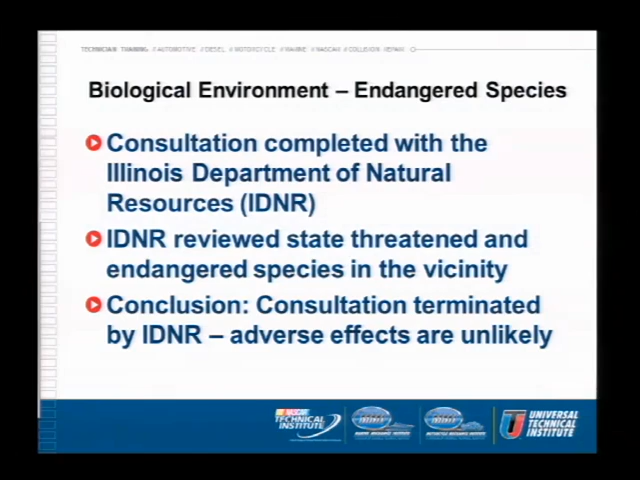 TECHNICIAN TRAINING // AUTOMOTIVE // DIESEL // MOTORCYCLE // MARINE // NASCAR // COLLISION REPAIR
Biological Environment – Endangered Species
Consultation completed with the
Illinois Department of Natural
Resources (IDNR)
IDNR reviewed state threatened and
endangered species in the vicinity
Conclusion: Consultation terminated
by IDNR – adverse effects are unlikely
NASCAR
TECHNICAL
INSTITUTE
UNIVERSAL
TECHNICAL
INSTITUTE